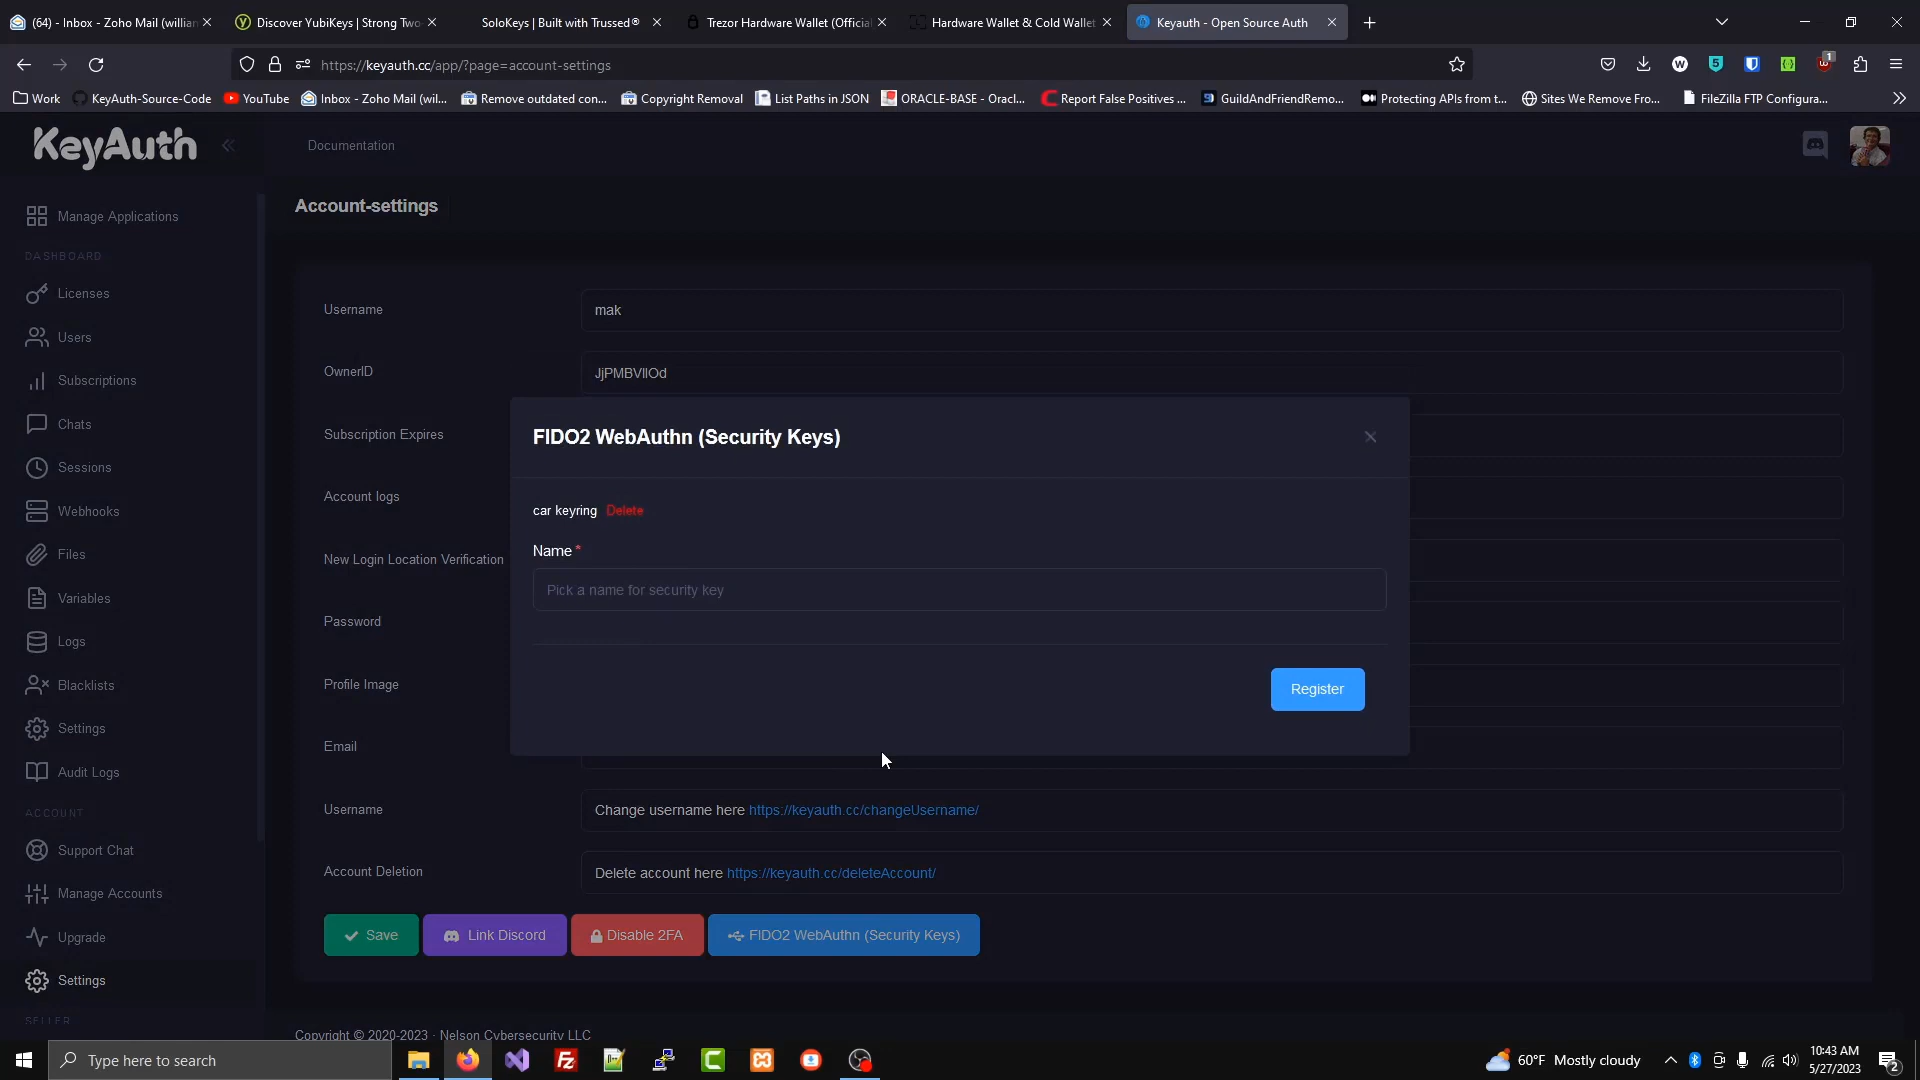 (64) - Inbox - Zoho Mail (willian
Discover YubiKeys | Strong Two-
SoloKeys | Built with Trussed®
Trezor Hardware Wallet (Official
Hardware Wallet & Cold Wallet
Keyauth - Open Source Auth
https://keyauth.cc/app/?page=account-settings
1
Work
KeyAuth-Source-Code
YouTube
Inbox - Zoho Mail (wil...
Remove outdated con...
Copyright Removal
List Paths in JSON
ORACLE-BASE - Oracl...
Report False Positives ...
GuildAndFriendRemo...
Protecting APIs from t...
Sites We Remove Fro...
FileZilla FTP Configura...
KeyAuth
Documentation
Account-settings
Manage Applications
DASHBOARD
Licenses
Users
Subscriptions
Chats
Sessions
Webhooks
Files
Variables
Logs
Blacklists
Settings
Audit Logs
ACCOUNT
Support Chat
Manage Accounts
Upgrade
Settings
SELLER
Username
mak
OwnerID
JjPMBVllOd
Subscription Expires
Account logs
New Login Location Verification
Password
Profile Image
Email
FIDO2 WebAuthn (Security Keys)
car keyring Delete
Name *
Pick a name for security key
Register
Username
Change username here https://keyauth.cc/changeUsername/
Account Deletion
Delete account here https://keyauth.cc/deleteAccount/
Save
Link Discord
Disable 2FA
FIDO2 WebAuthn (Security Keys)
Copyright © 2020-2023 · Nelson Cybersecurity LLC
Type here to search
60°F Mostly cloudy
10:43 AM
5/27/2023
2